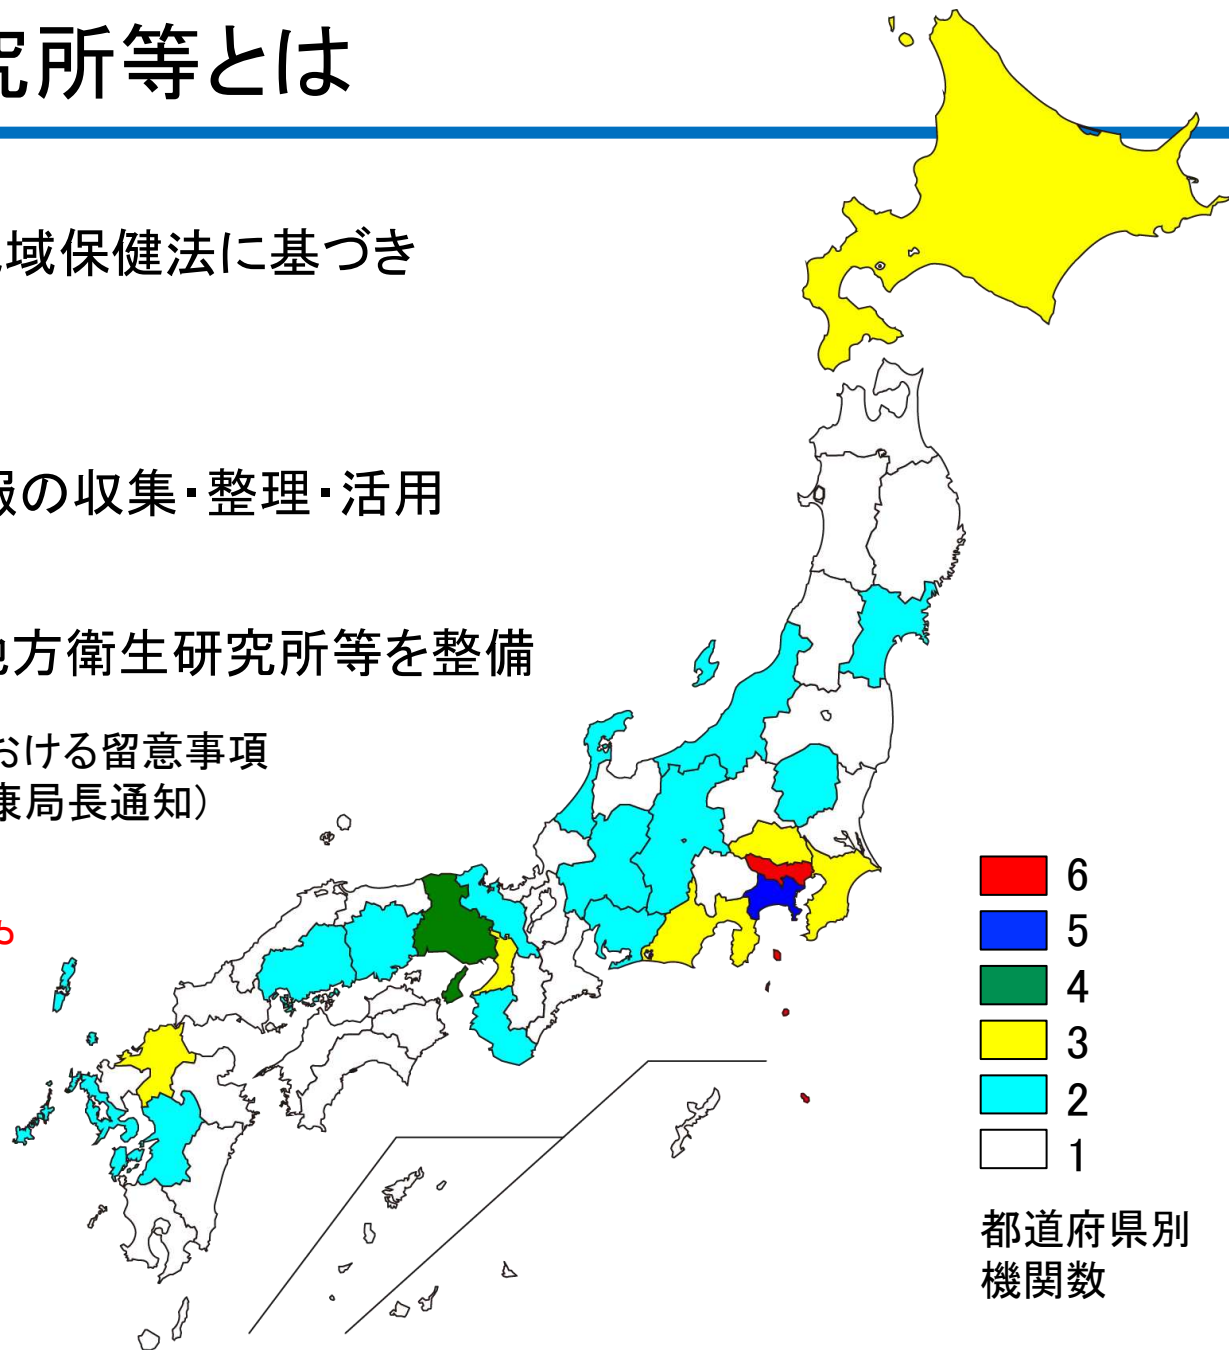 究所等とは
域保健法に基づき
報の収集・整理・活用
地方衛生研究所等を整備
おける留意事項
康局長通知）
も
6
5
4
3
2
1
都道府県別
機関数